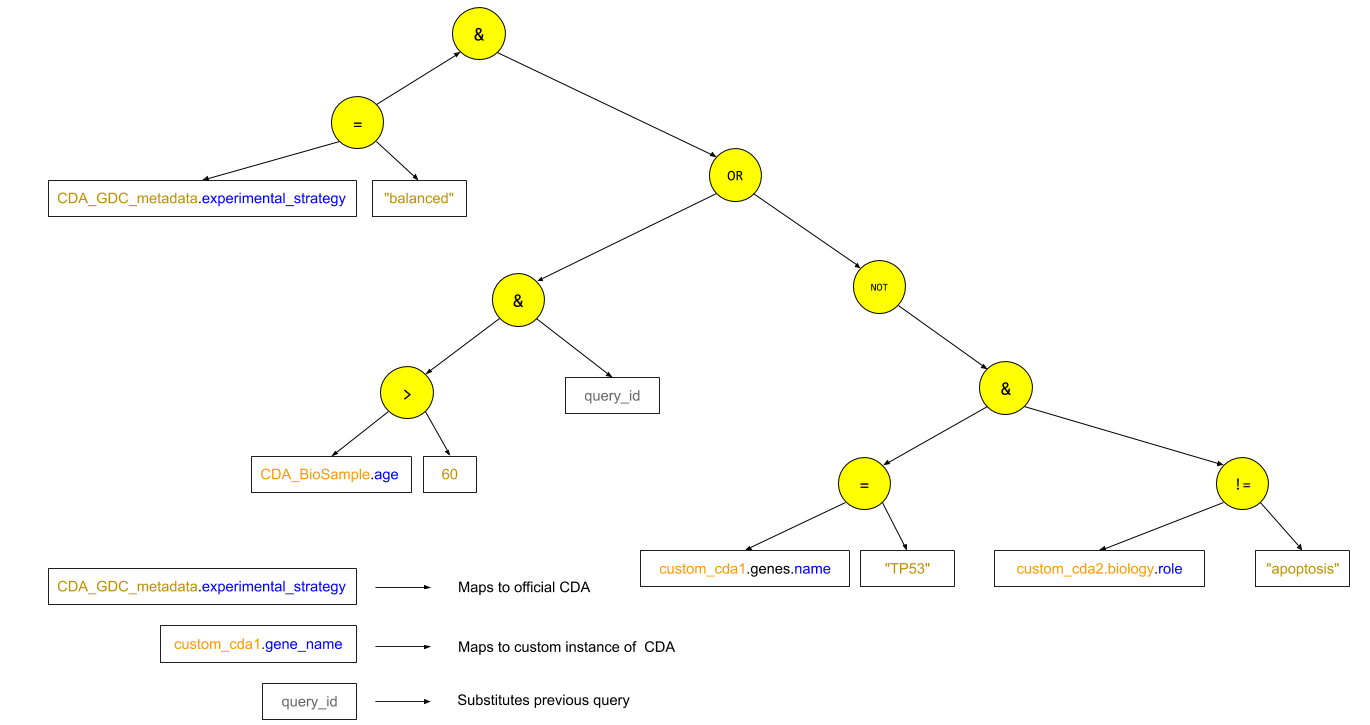 &
=
CDA_GDC_metadata.experimental_strategy
"balanced"
OR
&
NOT
>
query_id
&
CDA_BioSample.age
60
=
!=
custom_cda1.genes.name
"TP53"
custom_cda2.biology.role
"apoptosis"
CDA_GDC_metadata.experimental_strategy
Maps to official CDA
custom_cda1.gene_name
Maps to custom instance of CDA
query_id
Substitutes previous query